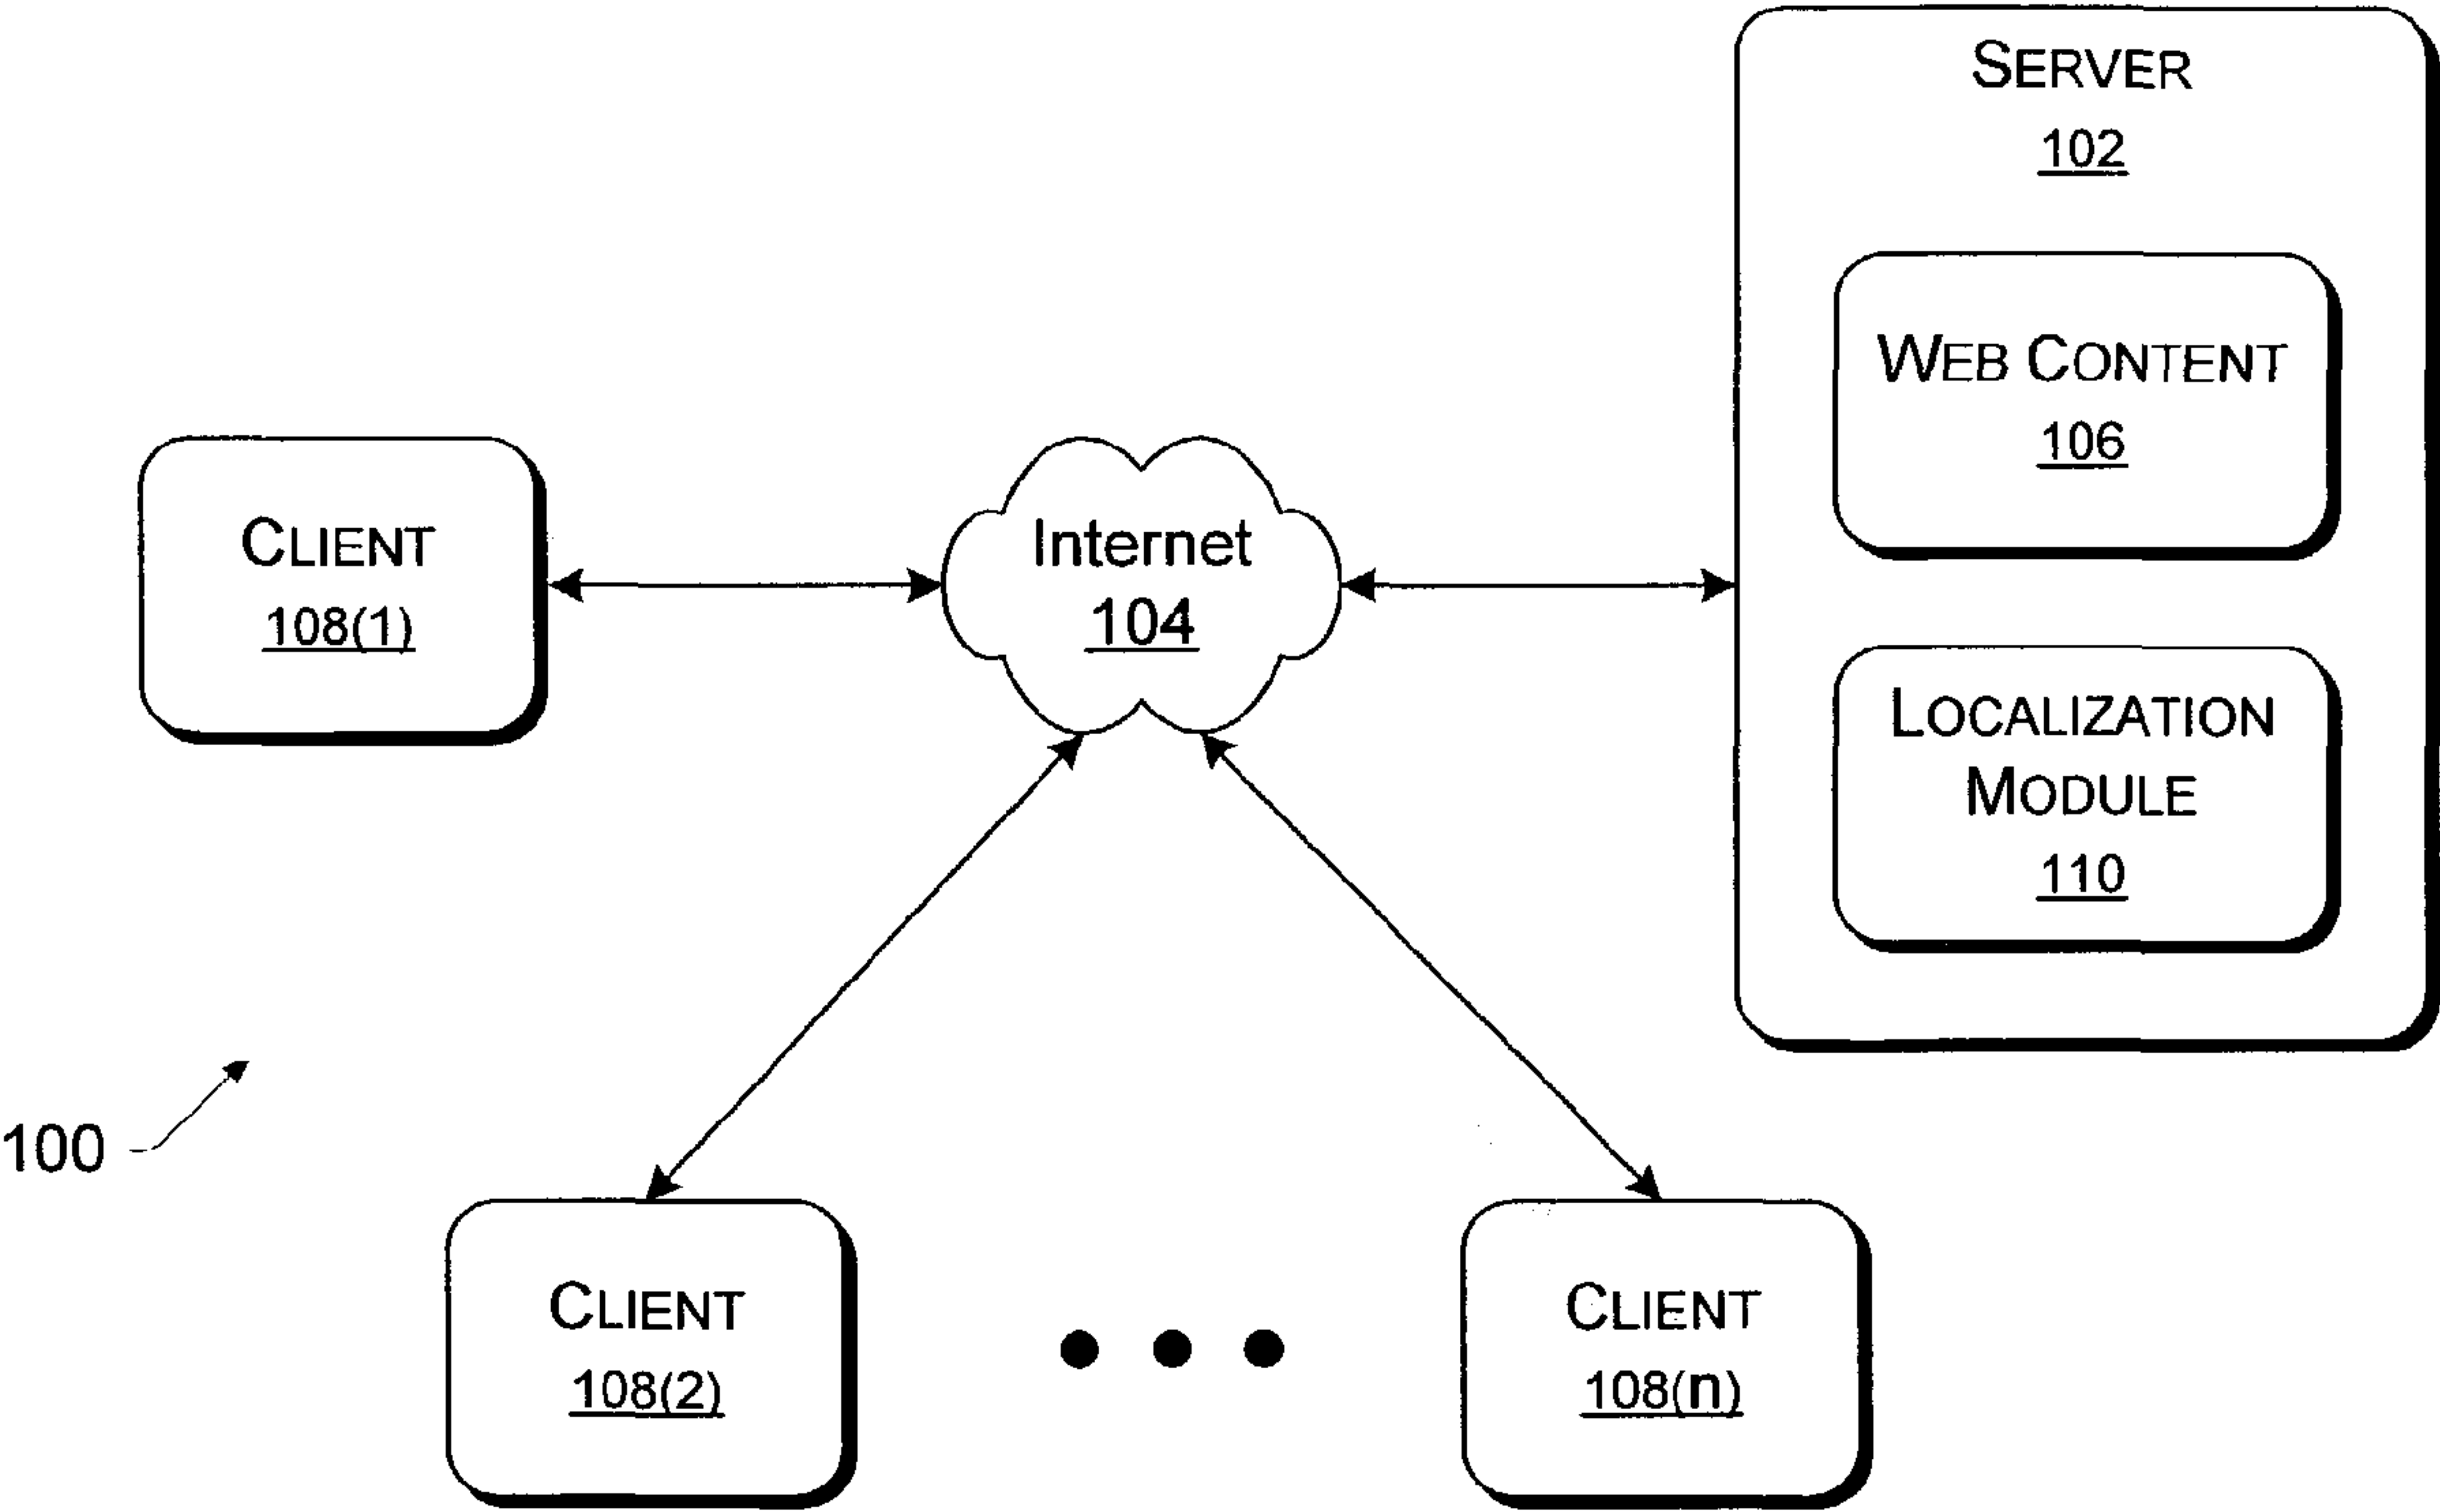 SERVER
102
WEB CONTENT
106
LOCALIZATION
MODULE
110
CLIENT
108(1)
Internet
104
100
CLIENT
108(2)
CLIENT
108(n)